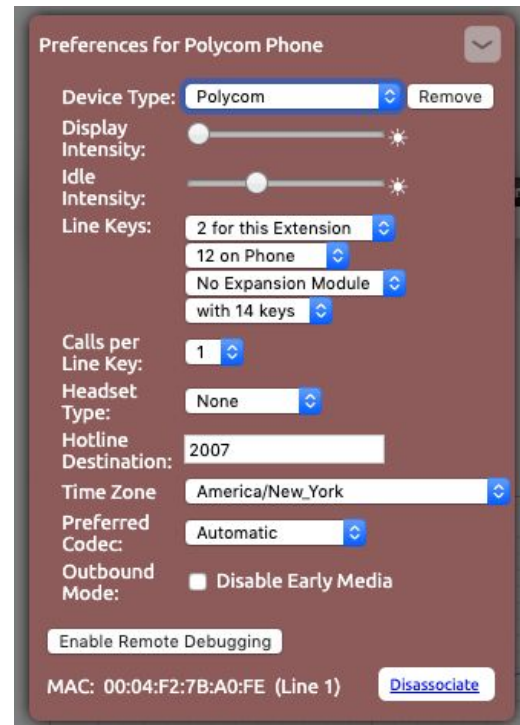 Preferences for Polycom Phone
Device Type: Polycom Remove
Display
Intensity:
Idle
Intensity:
Line Keys: 2 for this Extension
12 on Phone
No Expansion Module
with 14 keys
Calls per
Line Key: 1
Headset
Type: None
Hotline
Destination: 2007
Time Zone America/New_York
Preferred
Codec: Automatic
Outbound
Mode: Disable Early Media
Enable Remote Debugging
MAC: 00:04:F2:7B:A0:FE (Line 1) Disassociate